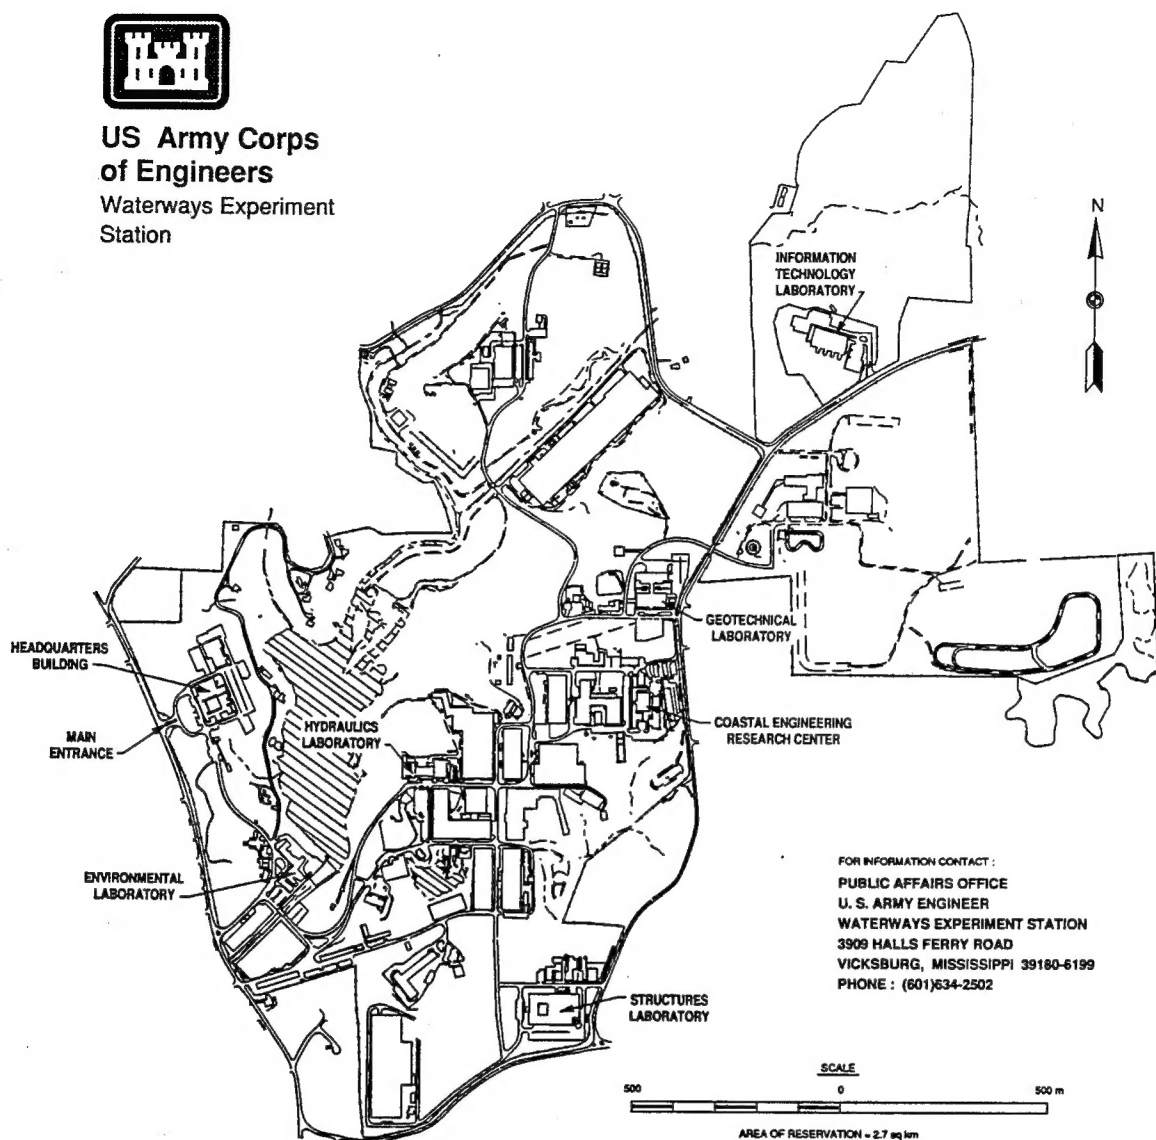 US Army Corps
of Engineers
Waterways Experiment
Station
N
INFORMATION
TECHNOLOGY
LABORATORY
GEOTECHNICAL
LABORATORY
HEADQUARTERS
BUILDING
MAIN
ENTRANCE
HYDRAULICS
LABORATORY
COASTAL ENGINEERING
RESEARCH CENTER
ENVIRONMENTAL
LABORATORY
STRUCTURES
LABORATORY
FOR INFORMATION CONTACT :
PUBLIC AFFAIRS OFFICE
U. S. ARMY ENGINEER
WATERWAYS EXPERIMENT STATION
3909 HALLS FERRY ROAD
VICKSBURG, MISSISSIPPI 39180-6199
PHONE : (601)634-2502
SCALE
500 0 500 m
AREA OF RESERVATION = 2.7 sq km